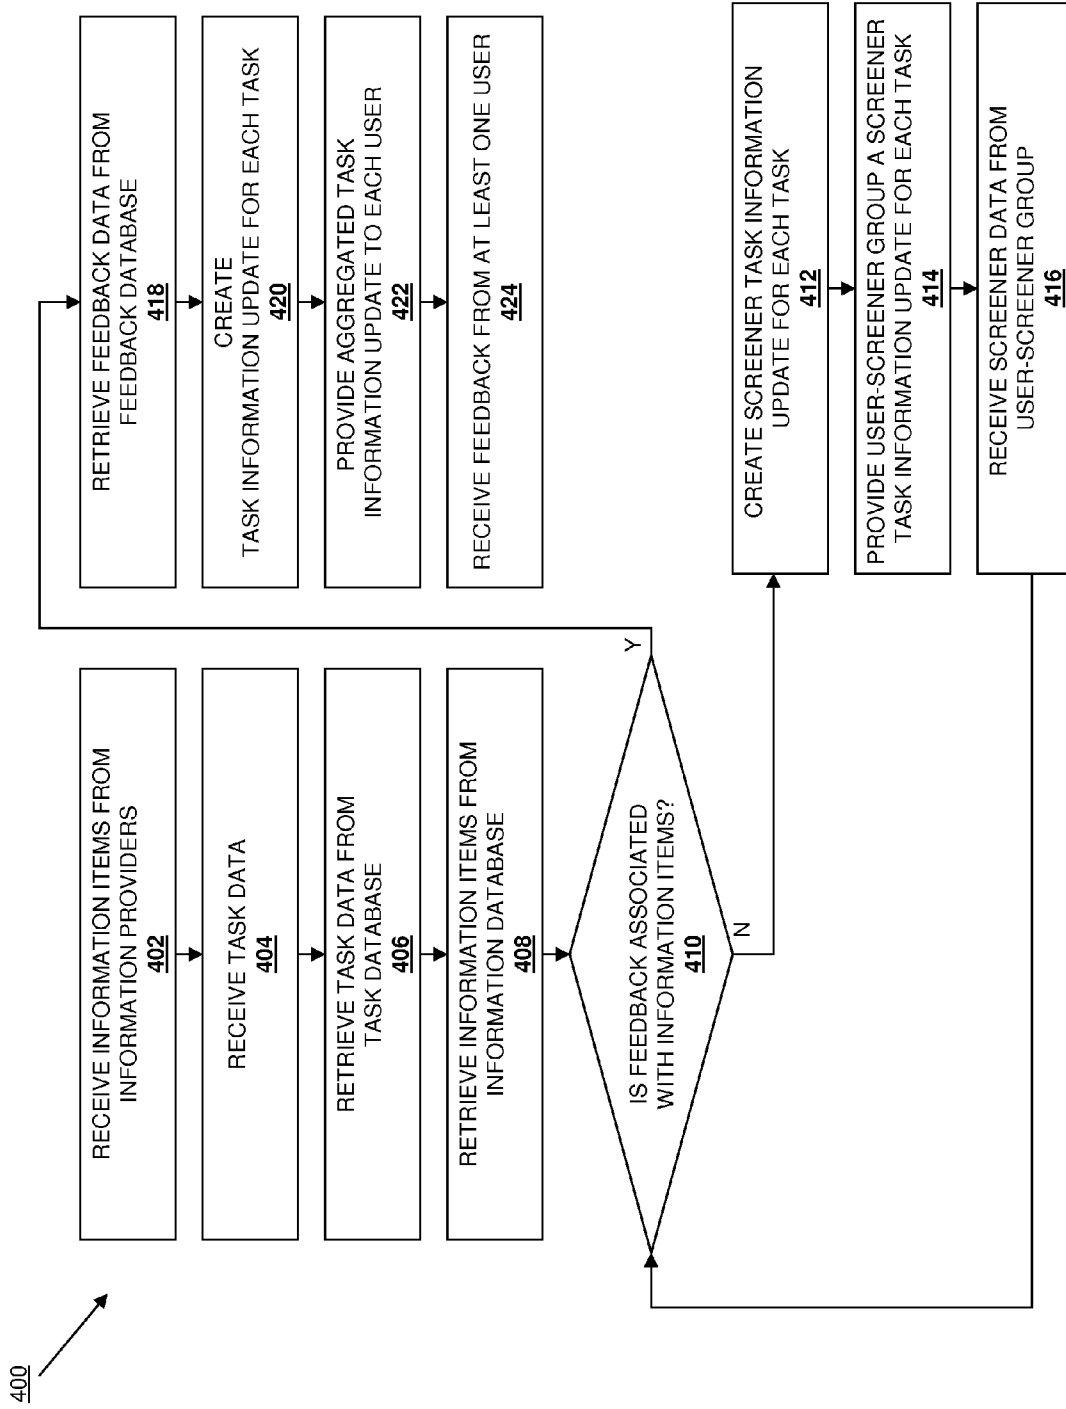 400
RECEIVE INFORMATION ITEMS FROM
INFORMATION PROVIDERS
402
RECEIVE TASK DATA
404
RETRIEVE TASK DATA FROM
TASK DATABASE
406
RETRIEVE INFORMATION ITEMS FROM
INFORMATION DATABASE
408
IS FEEDBACK ASSOCIATED
WITH INFORMATION ITEMS?
410
Y
N
CREATE SCREENER TASK INFORMATION
UPDATE FOR EACH TASK
412
PROVIDE USER-SCREENER GROUP A SCREENER
TASK INFORMATION UPDATE FOR EACH TASK
414
RECEIVE SCREENER DATA FROM
USER-SCREENER GROUP
416
RETRIEVE FEEDBACK DATA FROM
FEEDBACK DATABASE
418
CREATE
TASK INFORMATION UPDATE FOR EACH TASK
420
PROVIDE AGGREGATED TASK
INFORMATION UPDATE TO EACH USER
422
RECEIVE FEEDBACK FROM AT LEAST ONE USER
424